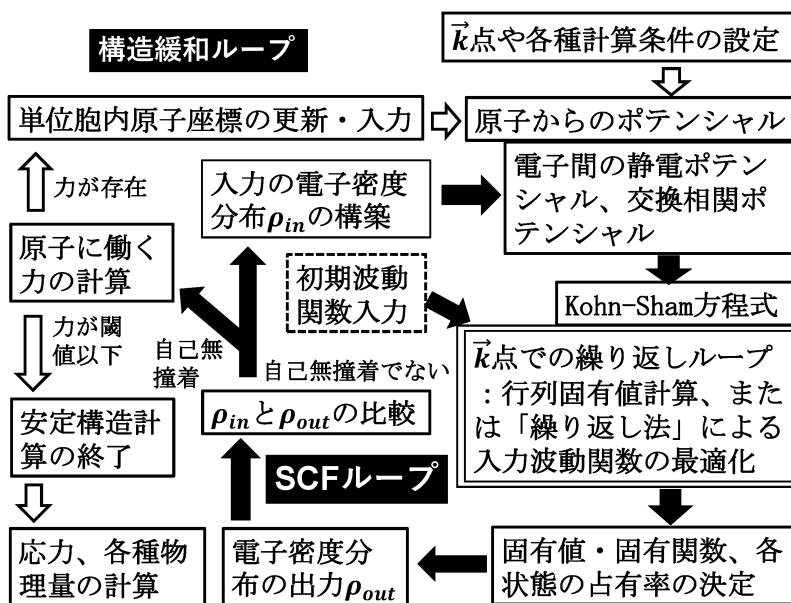 構造緩和ループ
𝒌⃗点や各種計算条件の設定
単位胞内原子座標の更新・入力
原子からのポテンシャル
力が存在
入力の電子密度
分布ρ_inの構築
電子間の静電ポテン
シャル、交換相関ポ
テンシャル
原子に働く
力の計算
初期波動
関数入力
Kohn-Sham方程式
力が閾
値以下
自己無
撞着
自己無撞着でない
𝒌⃗点での繰り返しループ
：行列固有値計算、また
は「繰り返し法」による
入力波動関数の最適化
ρ_inとρ_outの比較
安定構造計
算の終了
SCFループ
応力、各種物
理量の計算
電子密度分
布の出力ρ_out
固有値・固有関数、各
状態の占有率の決定